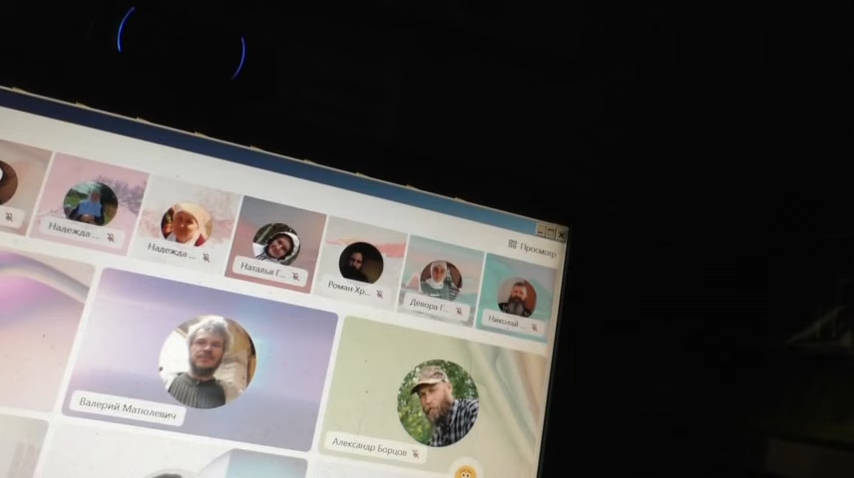 Просмотр
Надежда ...
Надежда ...
Наталья Г...
Роман Хр...
Девора Г...
Николай ...
Валерий Матюлевич
Александр Борцов